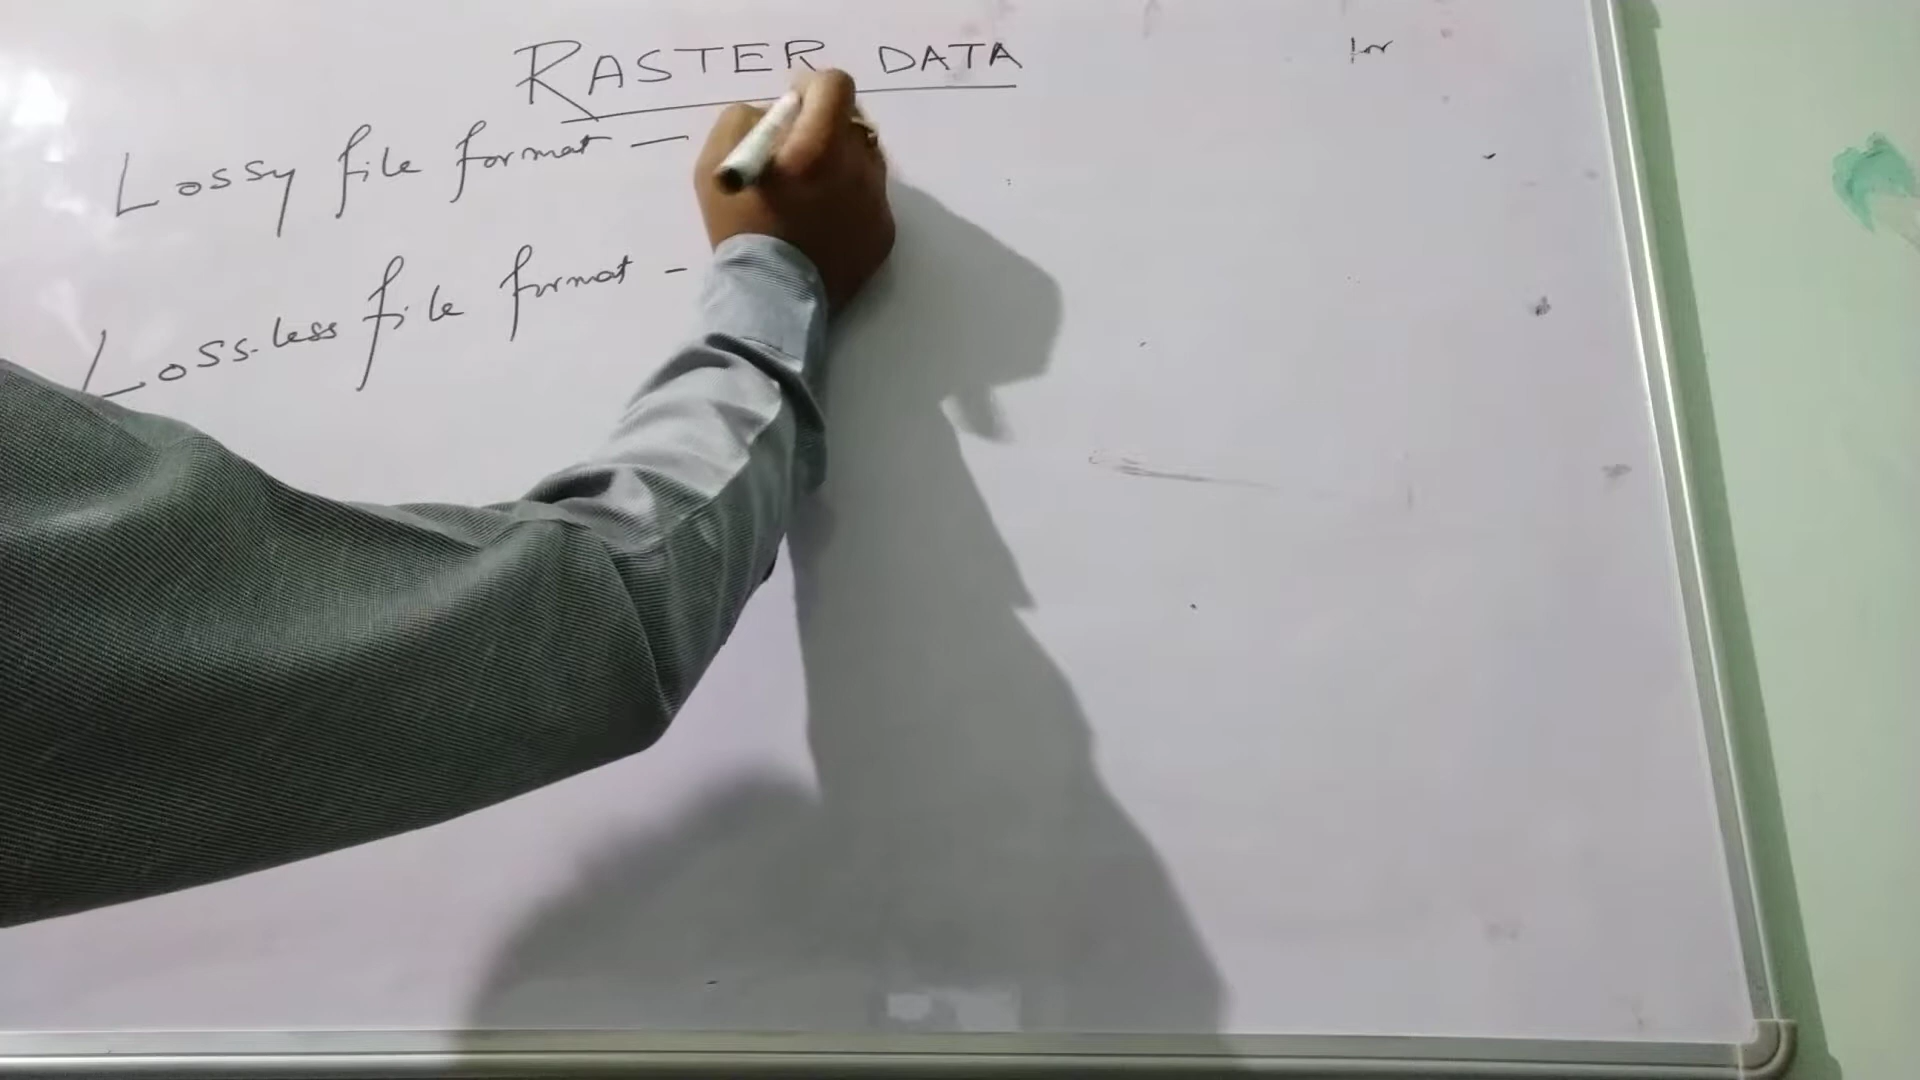 RASTER DATA
Lossy file format —
Loss-less file format -